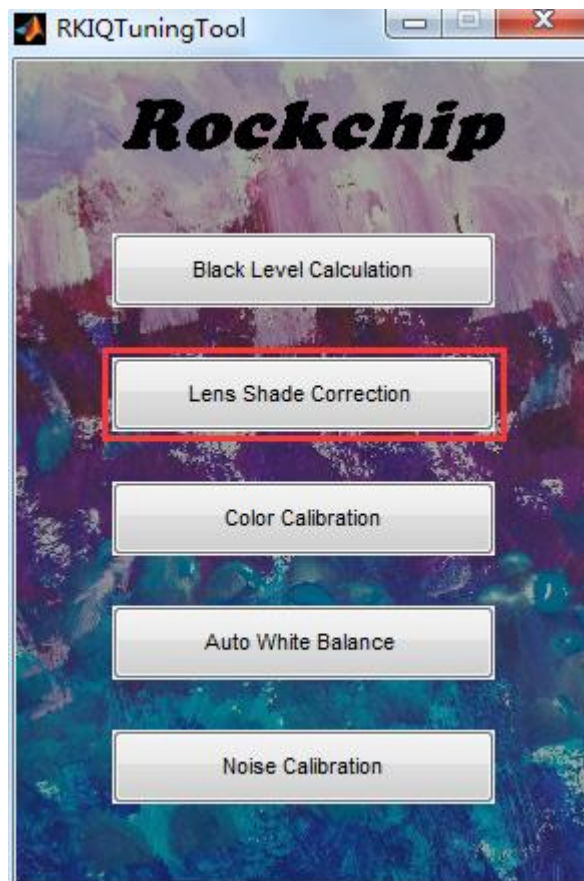 RKIQTuningTool
Rockchip
Black Level Calculation
Lens Shade Correction
Color Calibration
Auto White Balance
Noise Calibration